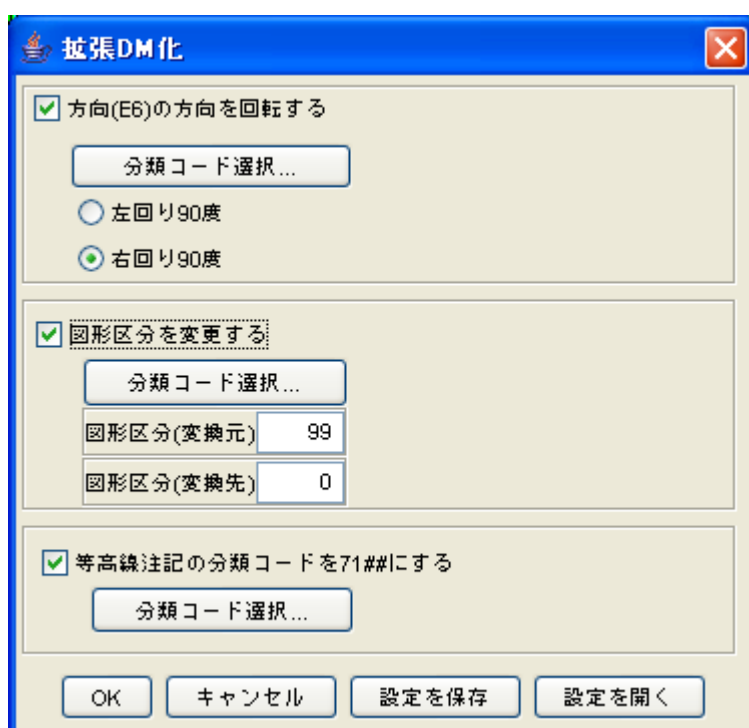 拡張DM化
方向(E6)の方向を回転する
分類コード選択...
左回り90度
右回り90度
図形区分を変更する
分類コード選択...
図形区分(変換元) 99
図形区分(変換先) 0
等高線注記の分類コードを71##にする
分類コード選択...
OK キャンセル 設定を保存 設定を開く